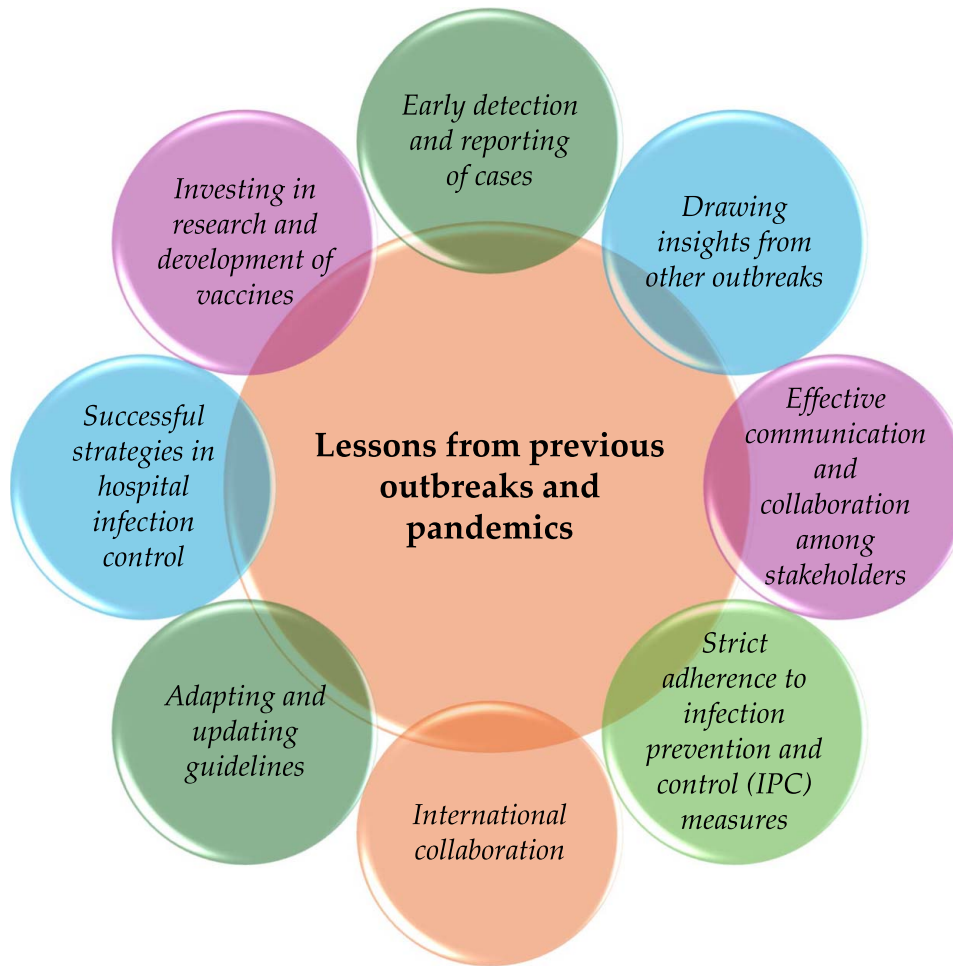 Early detection
and reporting
of cases
Drawing
insights from
other outbreaks
Effective
communication
and
collaboration
among
stakeholders
Strict
adherence to
infection
prevention and
control (IPC)
measures
International
collaboration
Adapting and
updating
guidelines
Successful
strategies in
hospital
infection
control
Investing in
research and
development of
vaccines
Lessons from previous
outbreaks and
pandemics